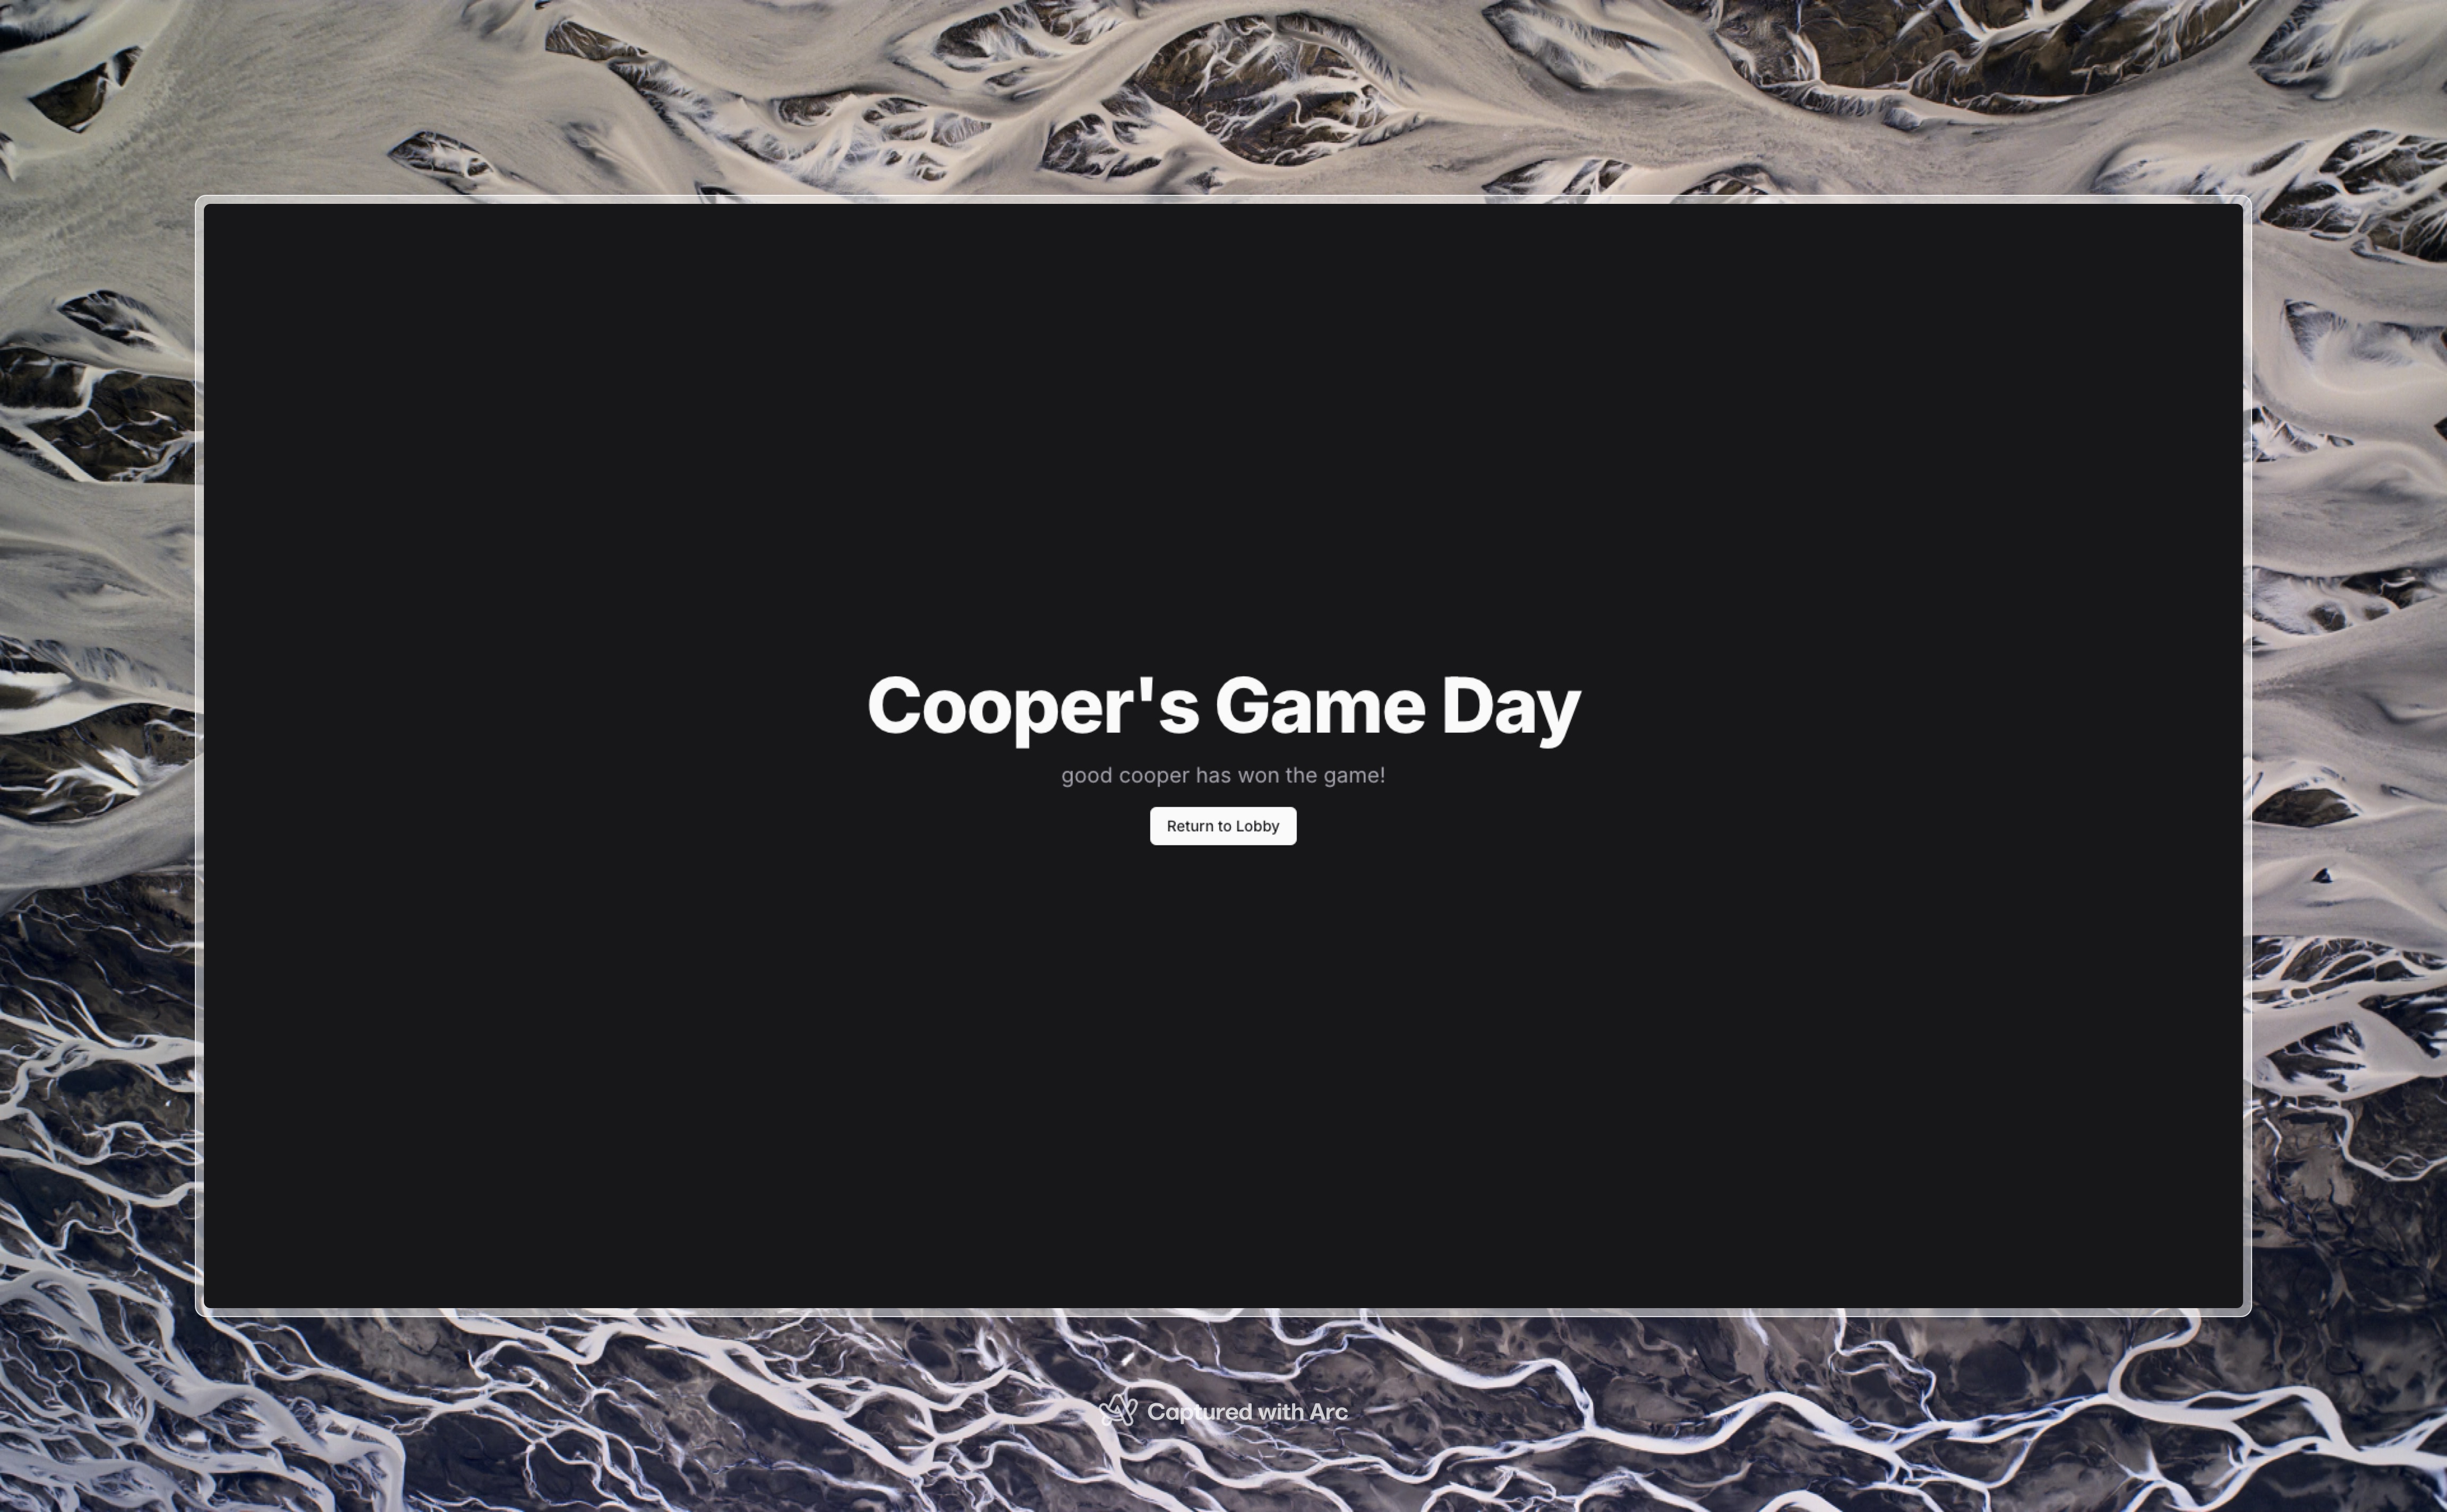 Cooper's Game Day
good cooper has won the game!
Return to Lobby
Captured with Arc